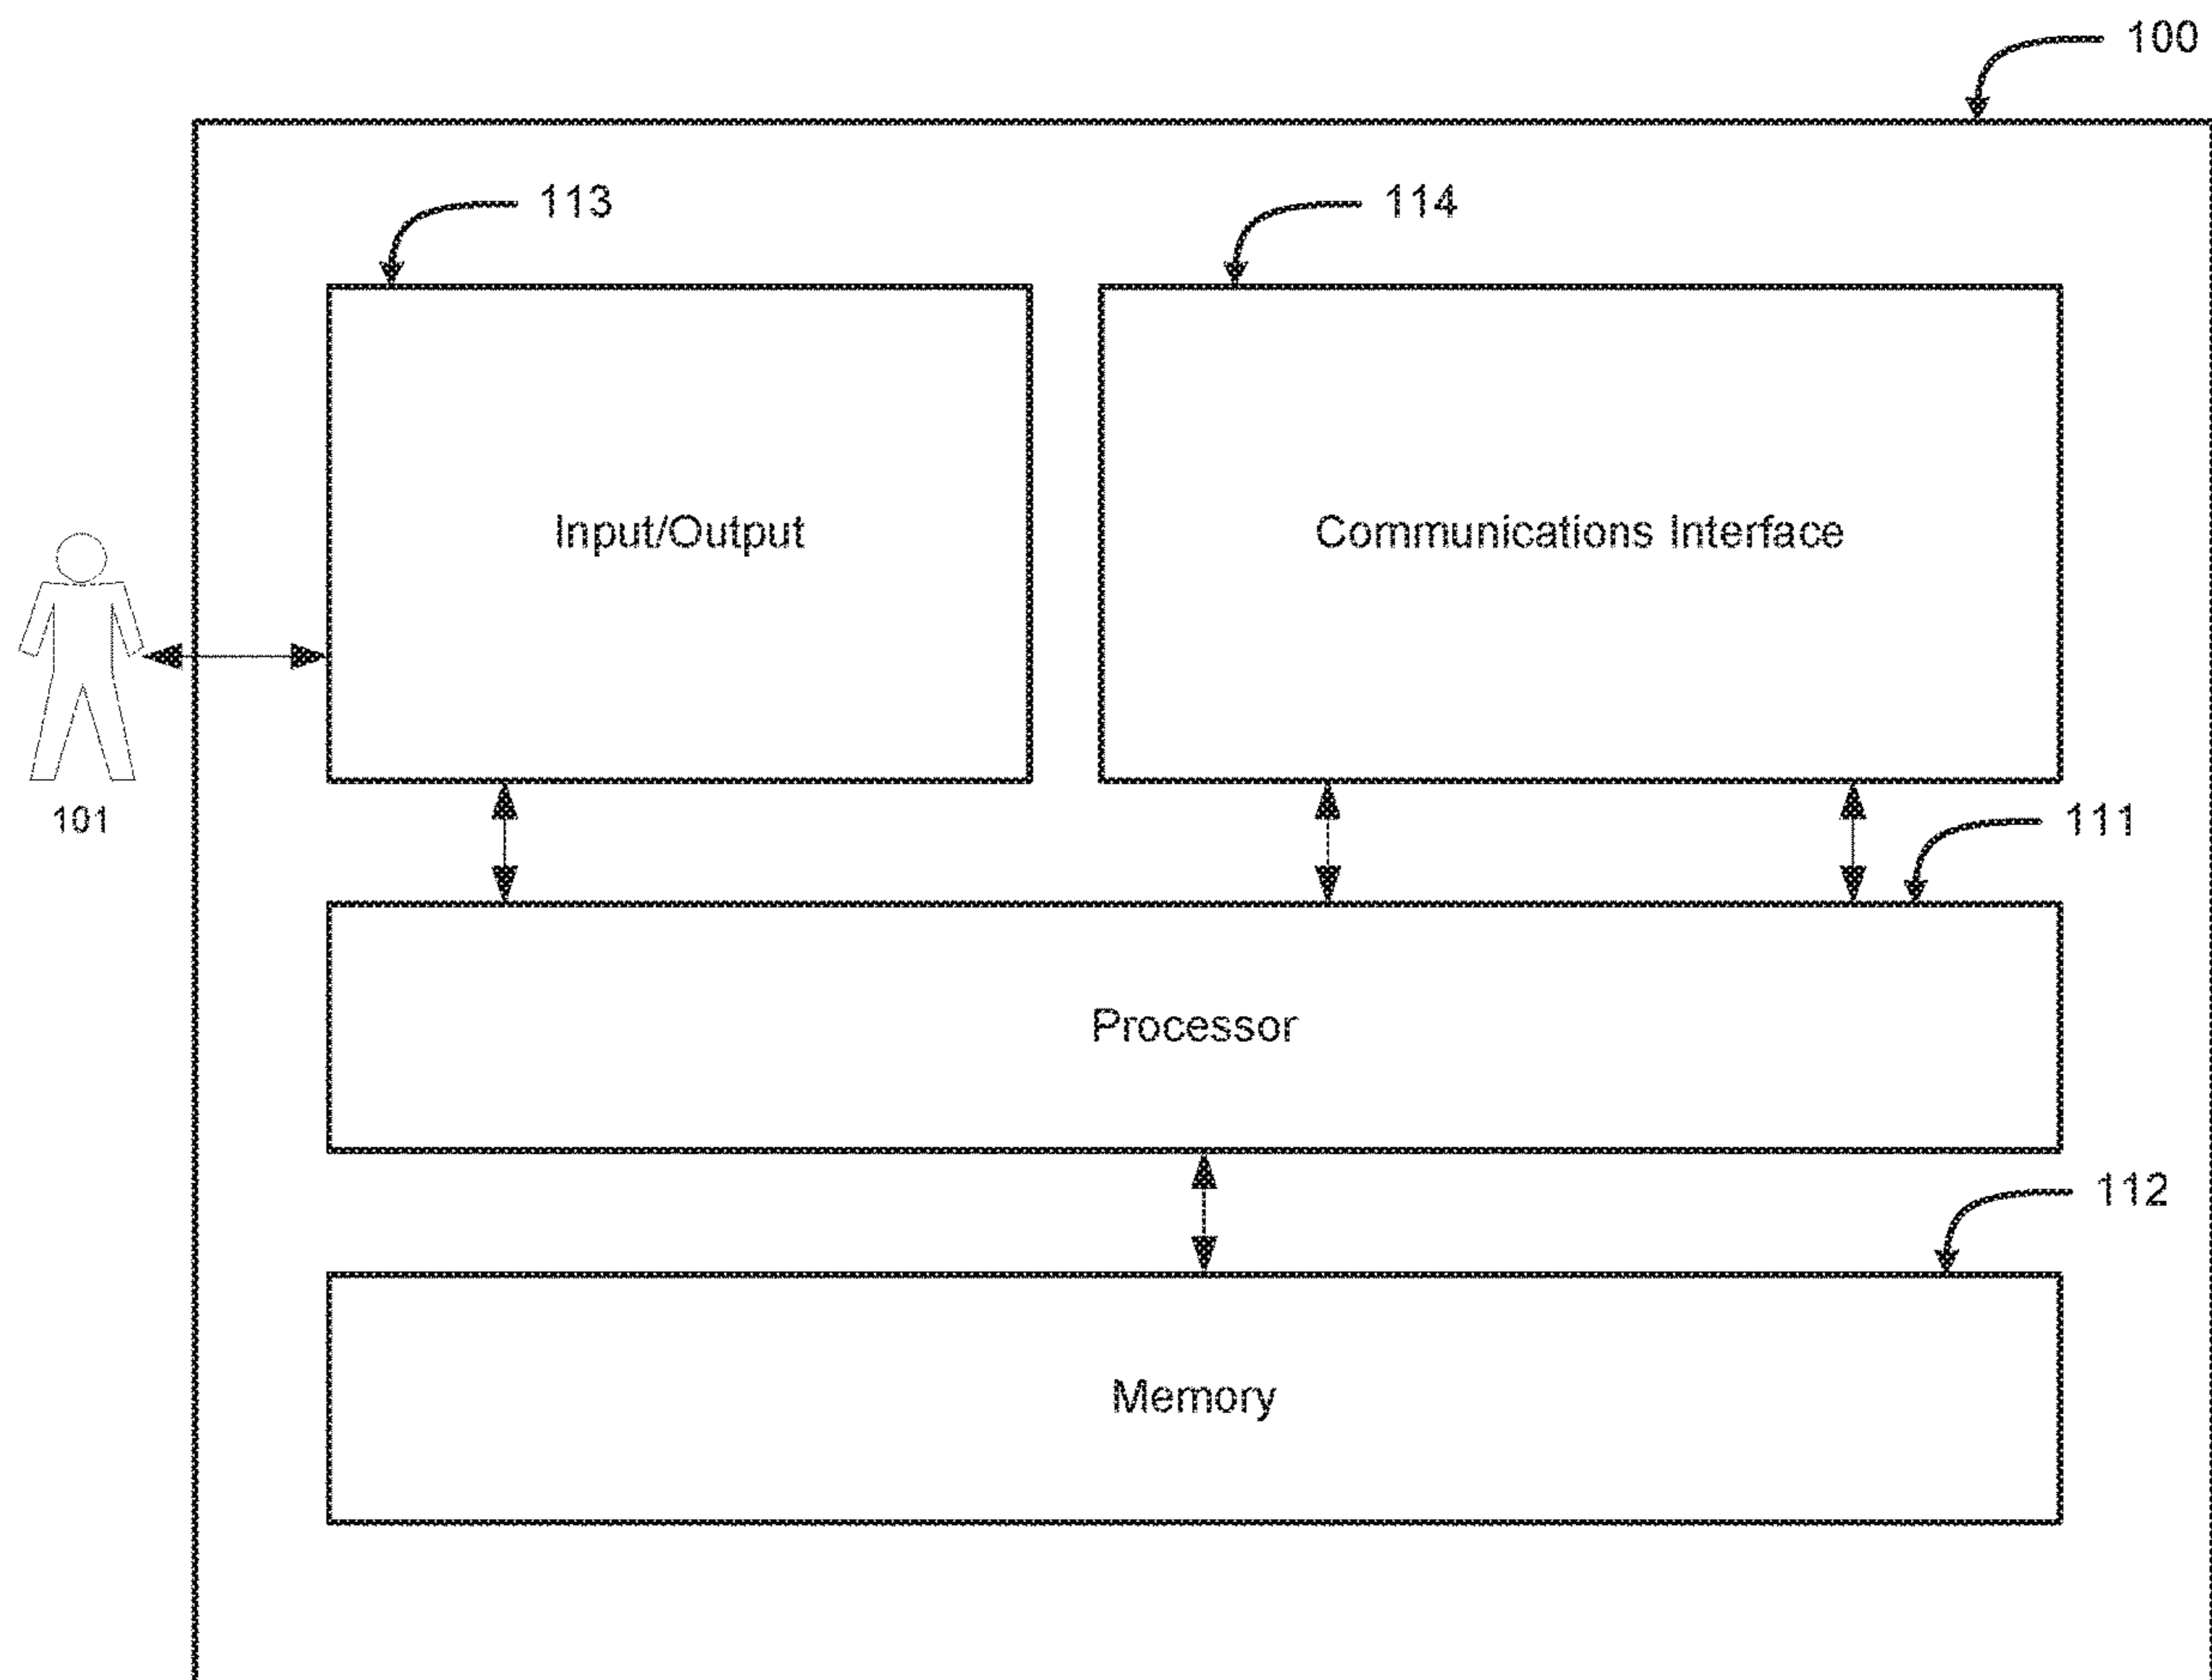 100
113
114
Input/Output
Communications Interface
101
111
Processor
112
Memory